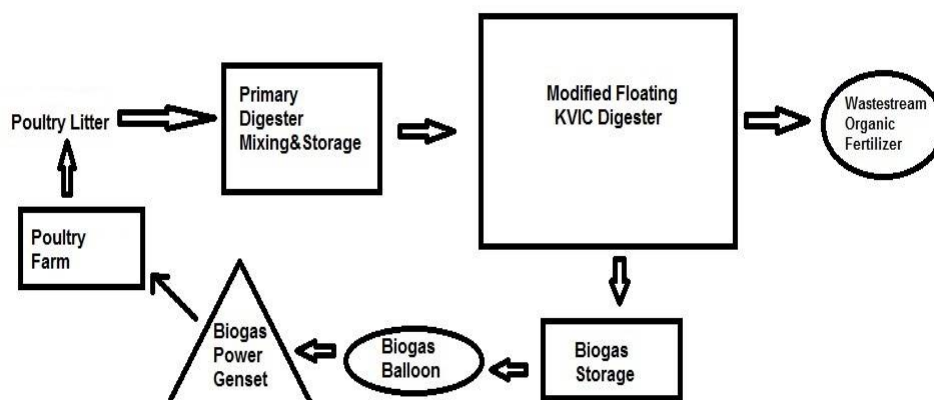 Poultry Litter
Primary
Digester
Mixing&Storage
Modified Floating
KVIC Digester
Wastestream
Organic
Fertilizer
Poultry
Farm
Biogas
Power
Genset
Biogas
Balloon
Biogas
Storage